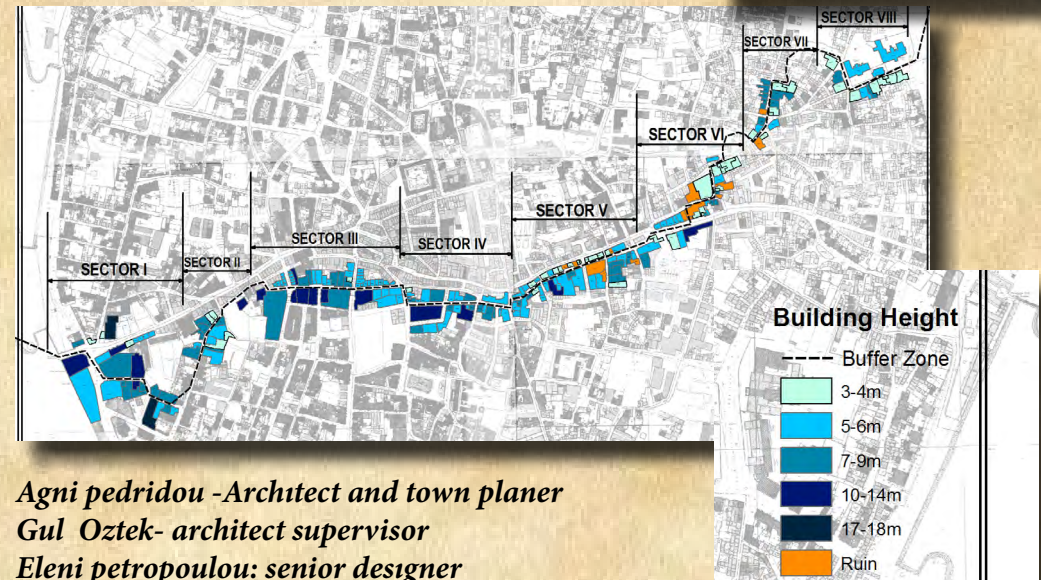 SECTOR VIII
SECTOR VII
SECTOR VI
SECTOR V
SECTOR III
SECTOR IV
SECTOR II
SECTOR I
Building Height
Buffer Zone
3-4m
5-6m
7-9m
10-14m
17-18m
Ruin
Agni pedridou -Archıtect and town planer
Gul Oztek- architect supervisor
Eleni petropoulou: senior desıgner